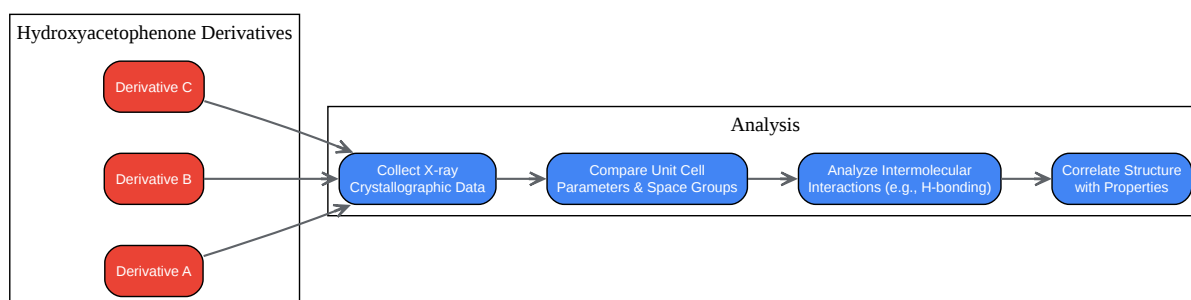 Hydroxyacetophenone Derivatives
Derivative C
Derivative B
Derivative A
Analysis
Collect X-ray
Crystallographic Data
Compare Unit Cell
Parameters & Space Groups
Analyze Intermolecular
Interactions (e.g., H-bonding)
Correlate Structure
with Properties